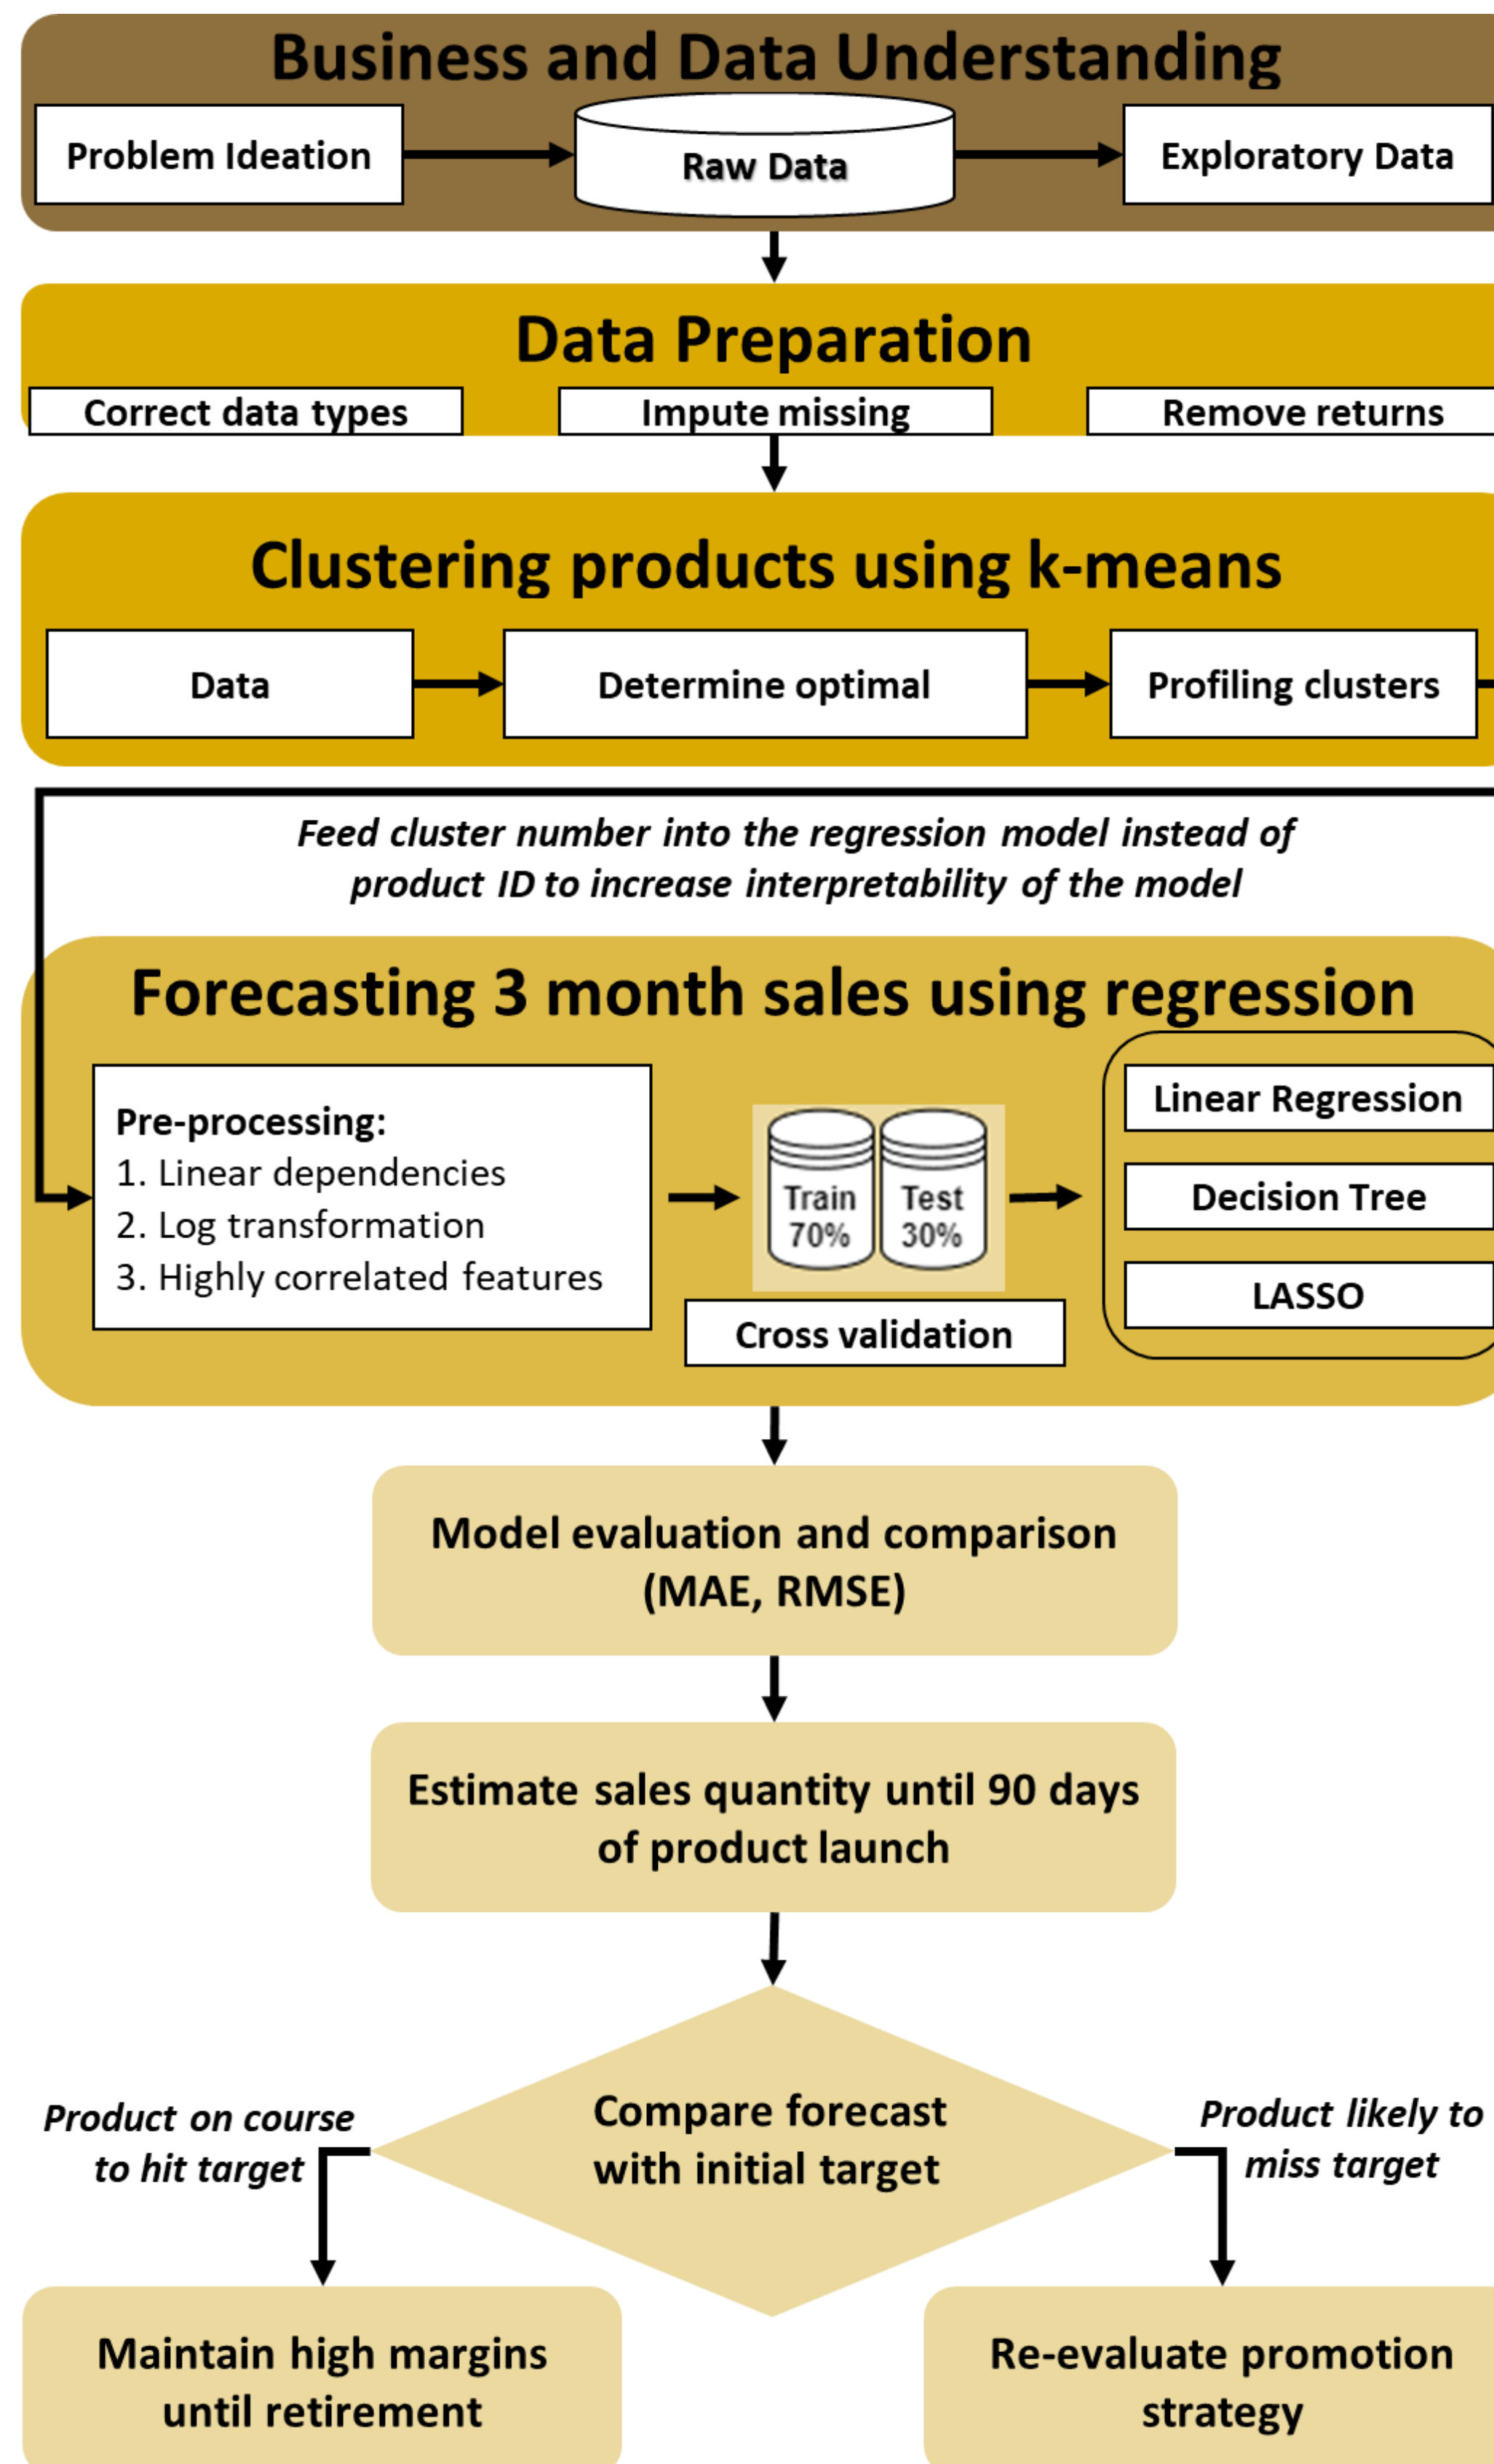 Business and Data Understanding
Problem Ideation
Raw Data
Exploratory Data
Data Preparation
Correct data types
Impute missing
Remove returns
Clustering products using k-means
Data
Determine optimal
Profiling clusters
Feed cluster number into the regression model instead of
product ID to increase interpretability of the model
Forecasting 3 month sales using regression
Pre-processing:
1. Linear dependencies
2. Log transformation
3. Highly correlated features
Train
70%
Test
30%
Cross validation
Linear Regression
Decision Tree
LASSO
Model evaluation and comparison
(MAE, RMSE)
Estimate sales quantity until 90 days
of product launch
Compare forecast
with initial target
Product on course
to hit target
Product likely to
miss target
Maintain high margins
until retirement
Re-evaluate promotion
strategy